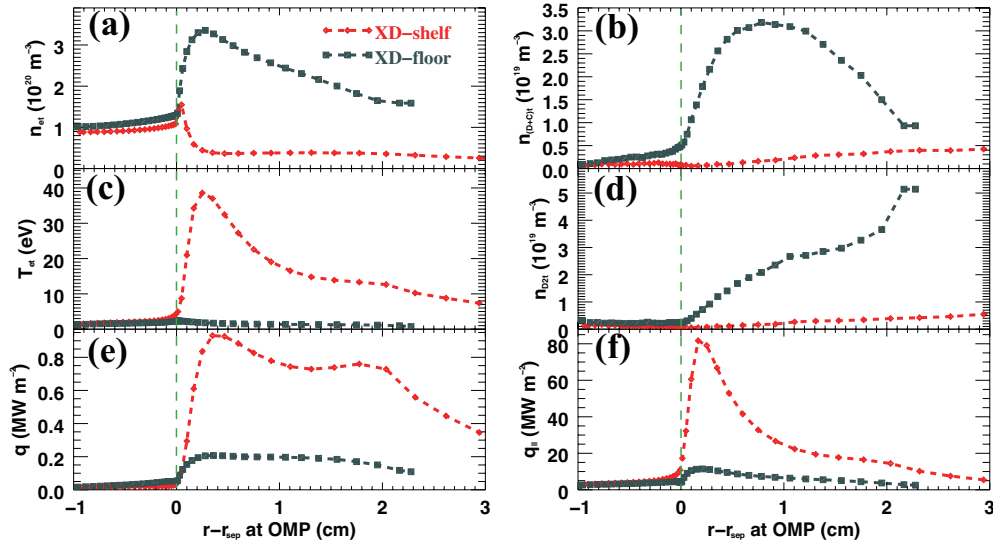 (a)
XD–shelf
XD–floor
n_et (10^20 m^−3)
3
2
1
0
(b)
n_(D+C)t (10^19 m^−3)
3.5
3.0
2.5
2.0
1.5
1.0
0.5
0.0
(c)
T_et (eV)
40
30
20
10
0
(d)
n_D2t (10^19 m^−3)
5
4
3
2
1
0
(e)
q (MW m^−2)
0.8
0.6
0.4
0.2
0.0
−1 0 1 2 3
r−r_sep at OMP (cm)
(f)
q_|| (MW m^−2)
80
60
40
20
0
−1 0 1 2 3
r−r_sep at OMP (cm)